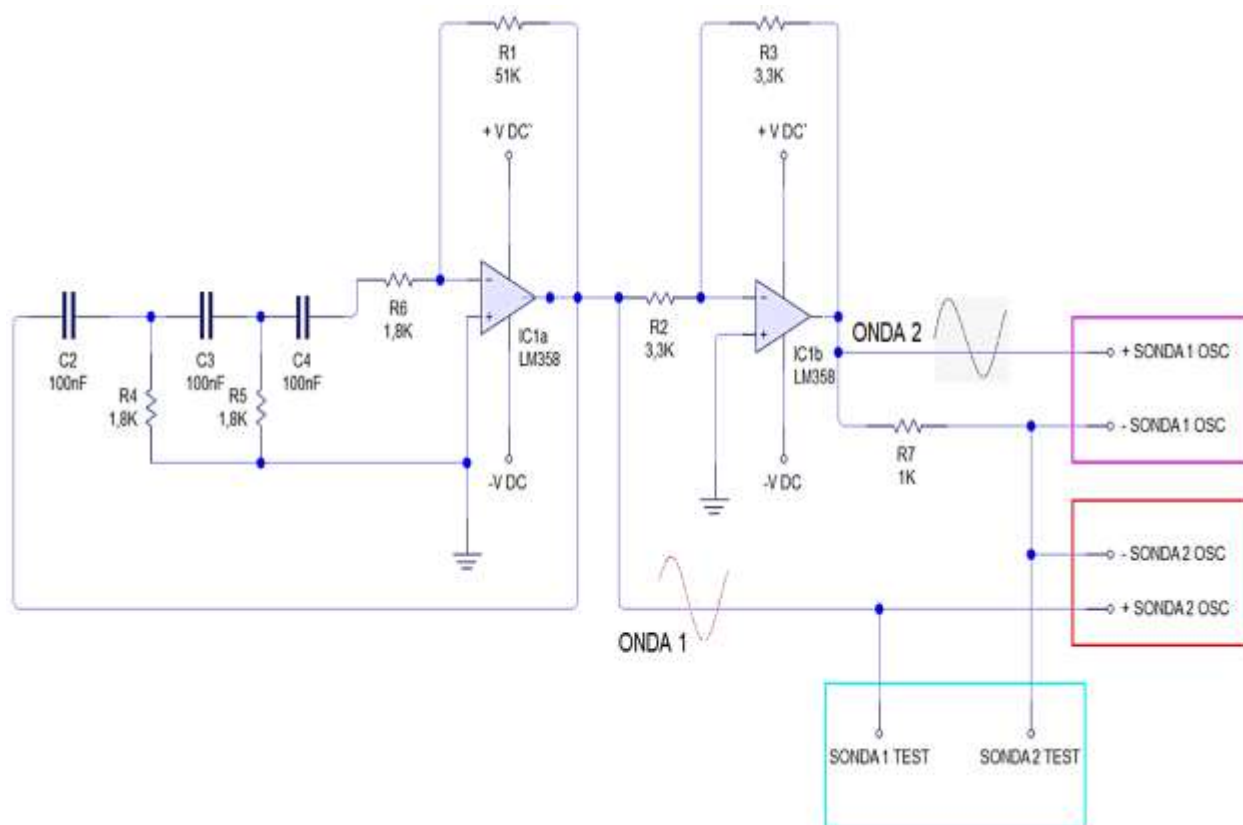 R1
51K
R3
3,3K
+ V DC`
+ V DC`
R6
1,8K
-
+
IC1a
LM358
R2
3,3K
-
+
IC1b
LM358
C2
100nF
C3
100nF
C4
100nF
R4
1,8K
R5
1,8K
-V DC
-V DC
ONDA 2
R7
1K
+ SONDA 1 OSC
- SONDA 1 OSC
- SONDA 2 OSC
+ SONDA 2 OSC
ONDA 1
SONDA 1 TEST
SONDA 2 TEST